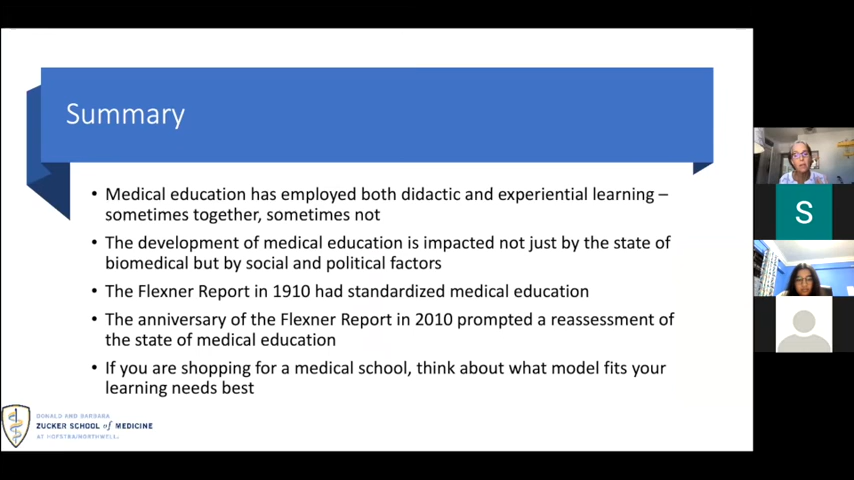 Summary
• Medical education has employed both didactic and experiential learning –
sometimes together, sometimes not
• The development of medical education is impacted not just by the state of
biomedical but by social and political factors
• The Flexner Report in 1910 had standardized medical education
• The anniversary of the Flexner Report in 2010 prompted a reassessment of
the state of medical education
• If you are shopping for a medical school, think about what model fits your
learning needs best
DONALD AND BARBARA
ZUCKER SCHOOL of MEDICINE
AT HOFSTRA/NORTHWELL
S